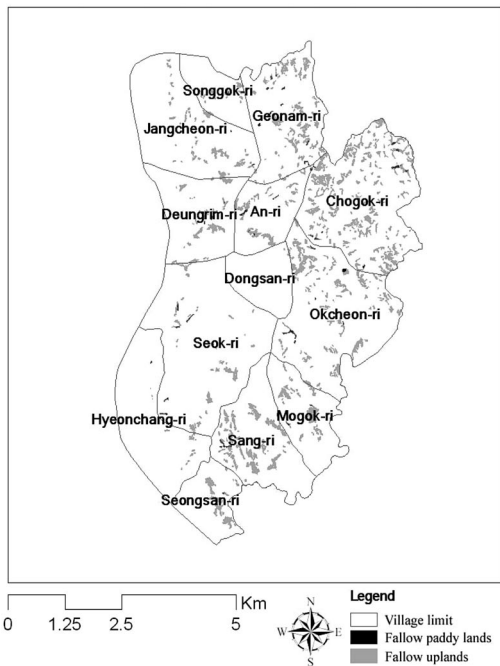 Songgok-ri
Geonam-ri
Jangcheon-ri
Chogok-ri
Deungrim-ri
An-ri
Dongsan-ri
Okcheon-ri
Seok-ri
Hyeonchang-ri
Mogok-ri
Sang-ri
Seongsan-ri
Km
0 1.25 2.5 5
N
W E
S
Legend
Village limit
Fallow paddy lands
Fallow uplands